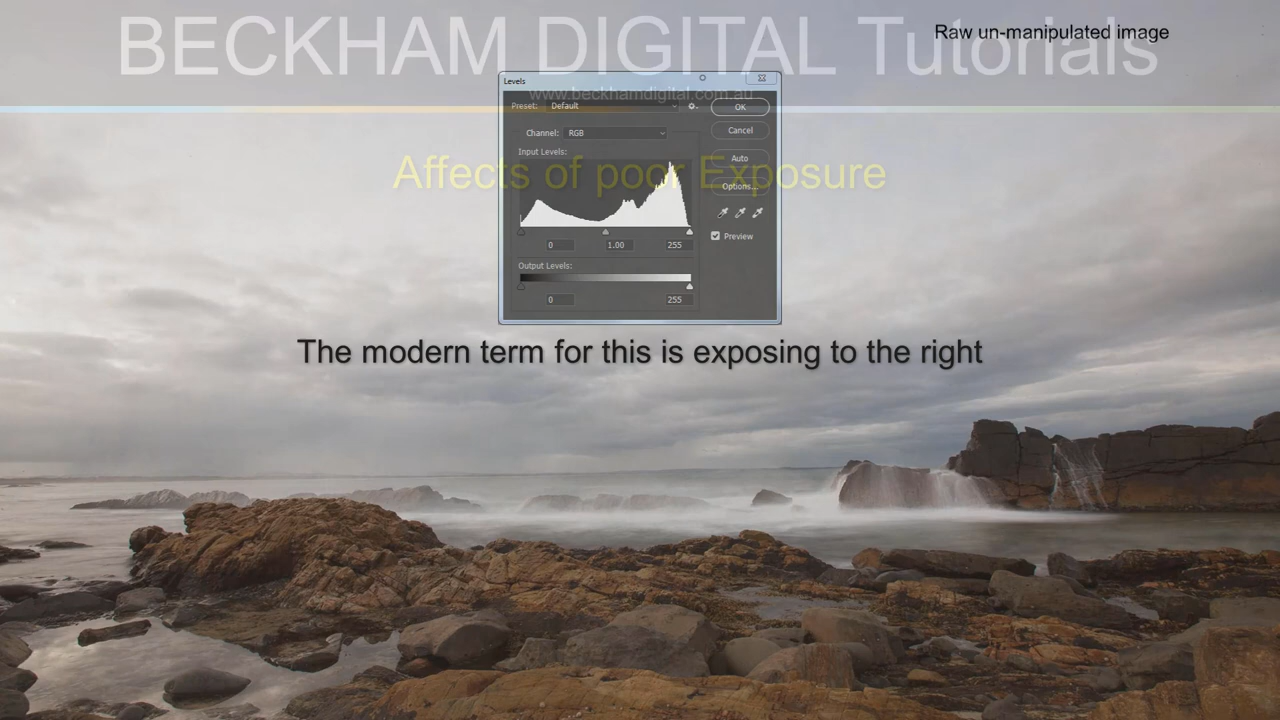 BECKHAM DIGITAL Tutorials
Raw un-manipulated image
Levels
www.beckhamdigital.com.au
Preset: Default
OK
Channel: RGB
Cancel
Input Levels:
Auto
Affects of poor Exposure
Options...
Preview
0 1.00 255
Output Levels:
0 255
The modern term for this is exposing to the right